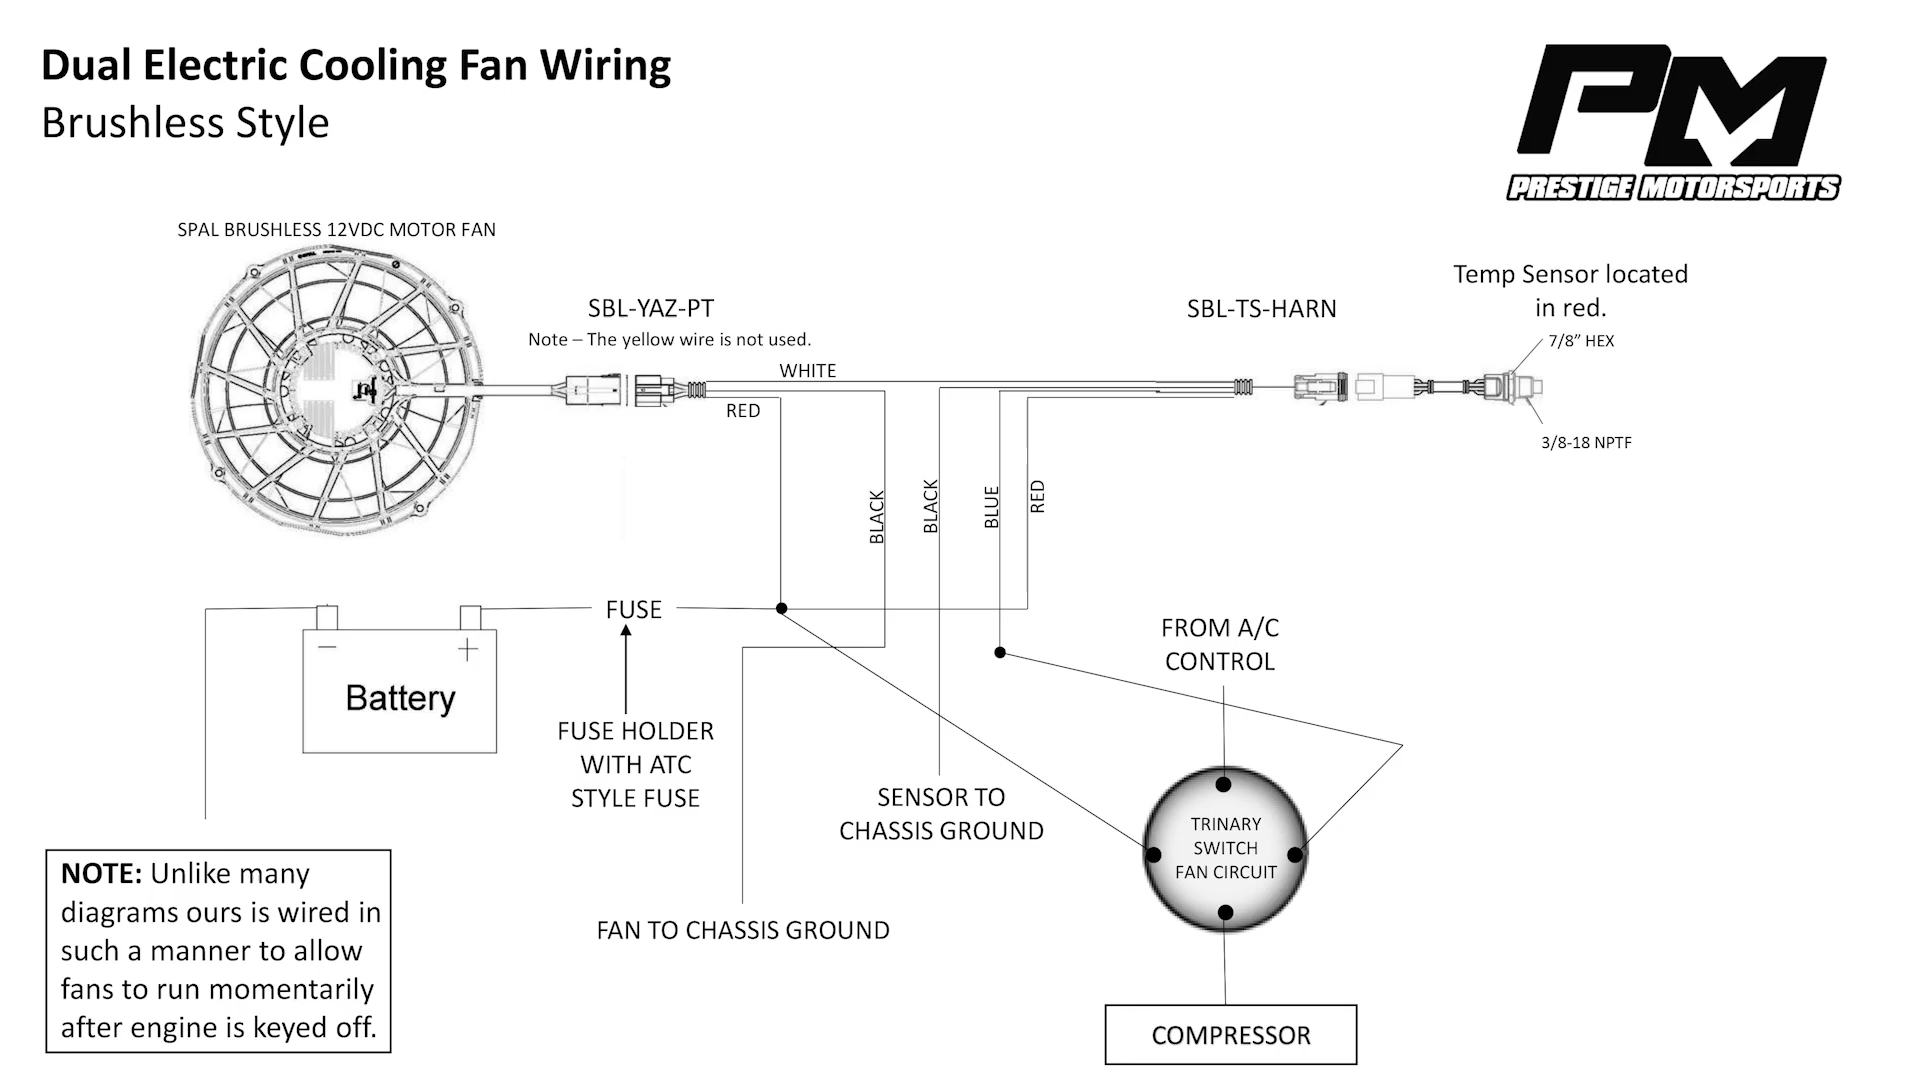 Dual Electric Cooling Fan Wiring
Brushless Style
PM
PRESTIGE MOTORSPORTS
SPAL BRUSHLESS 12VDC MOTOR FAN
SBL-YAZ-PT
Note – The yellow wire is not used.
SBL-TS-HARN
Temp Sensor located
in red.
7/8” HEX
3/8-18 NPTF
WHITE
RED
BLACK
BLACK
BLUE
RED
FUSE
–
+
Battery
FUSE HOLDER
WITH ATC
STYLE FUSE
FROM A/C
CONTROL
SENSOR TO
CHASSIS GROUND
TRINARY
SWITCH
FAN CIRCUIT
FAN TO CHASSIS GROUND
NOTE: Unlike many
diagrams ours is wired in
such a manner to allow
fans to run momentarily
after engine is keyed off.
COMPRESSOR